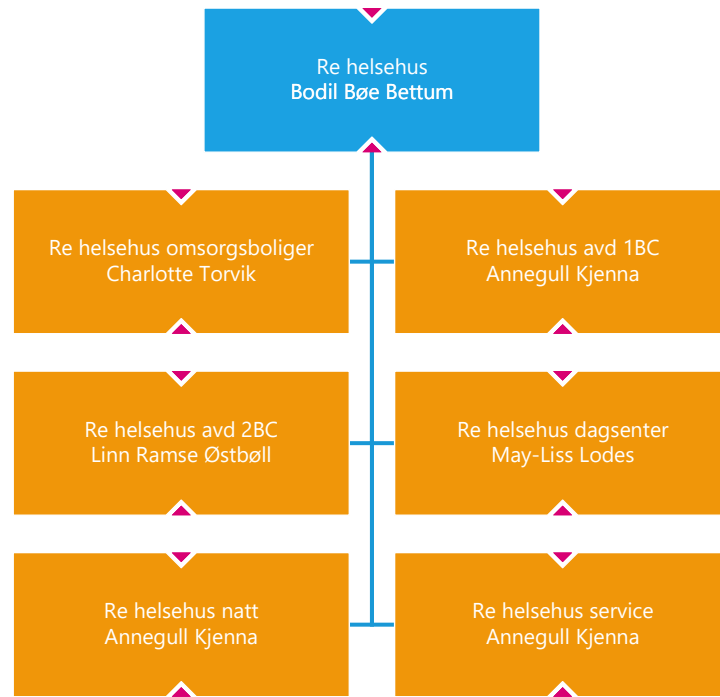 Re helsehus
Bodil Bøe Bettum
Re helsehus omsorgsboliger
Charlotte Torvik
Re helsehus avd 1BC
Annegull Kjenna
Re helsehus avd 2BC
Linn Ramse Østbøll
Re helsehus dagsenter
May-Liss Lodes
Re helsehus natt
Annegull Kjenna
Re helsehus service
Annegull Kjenna